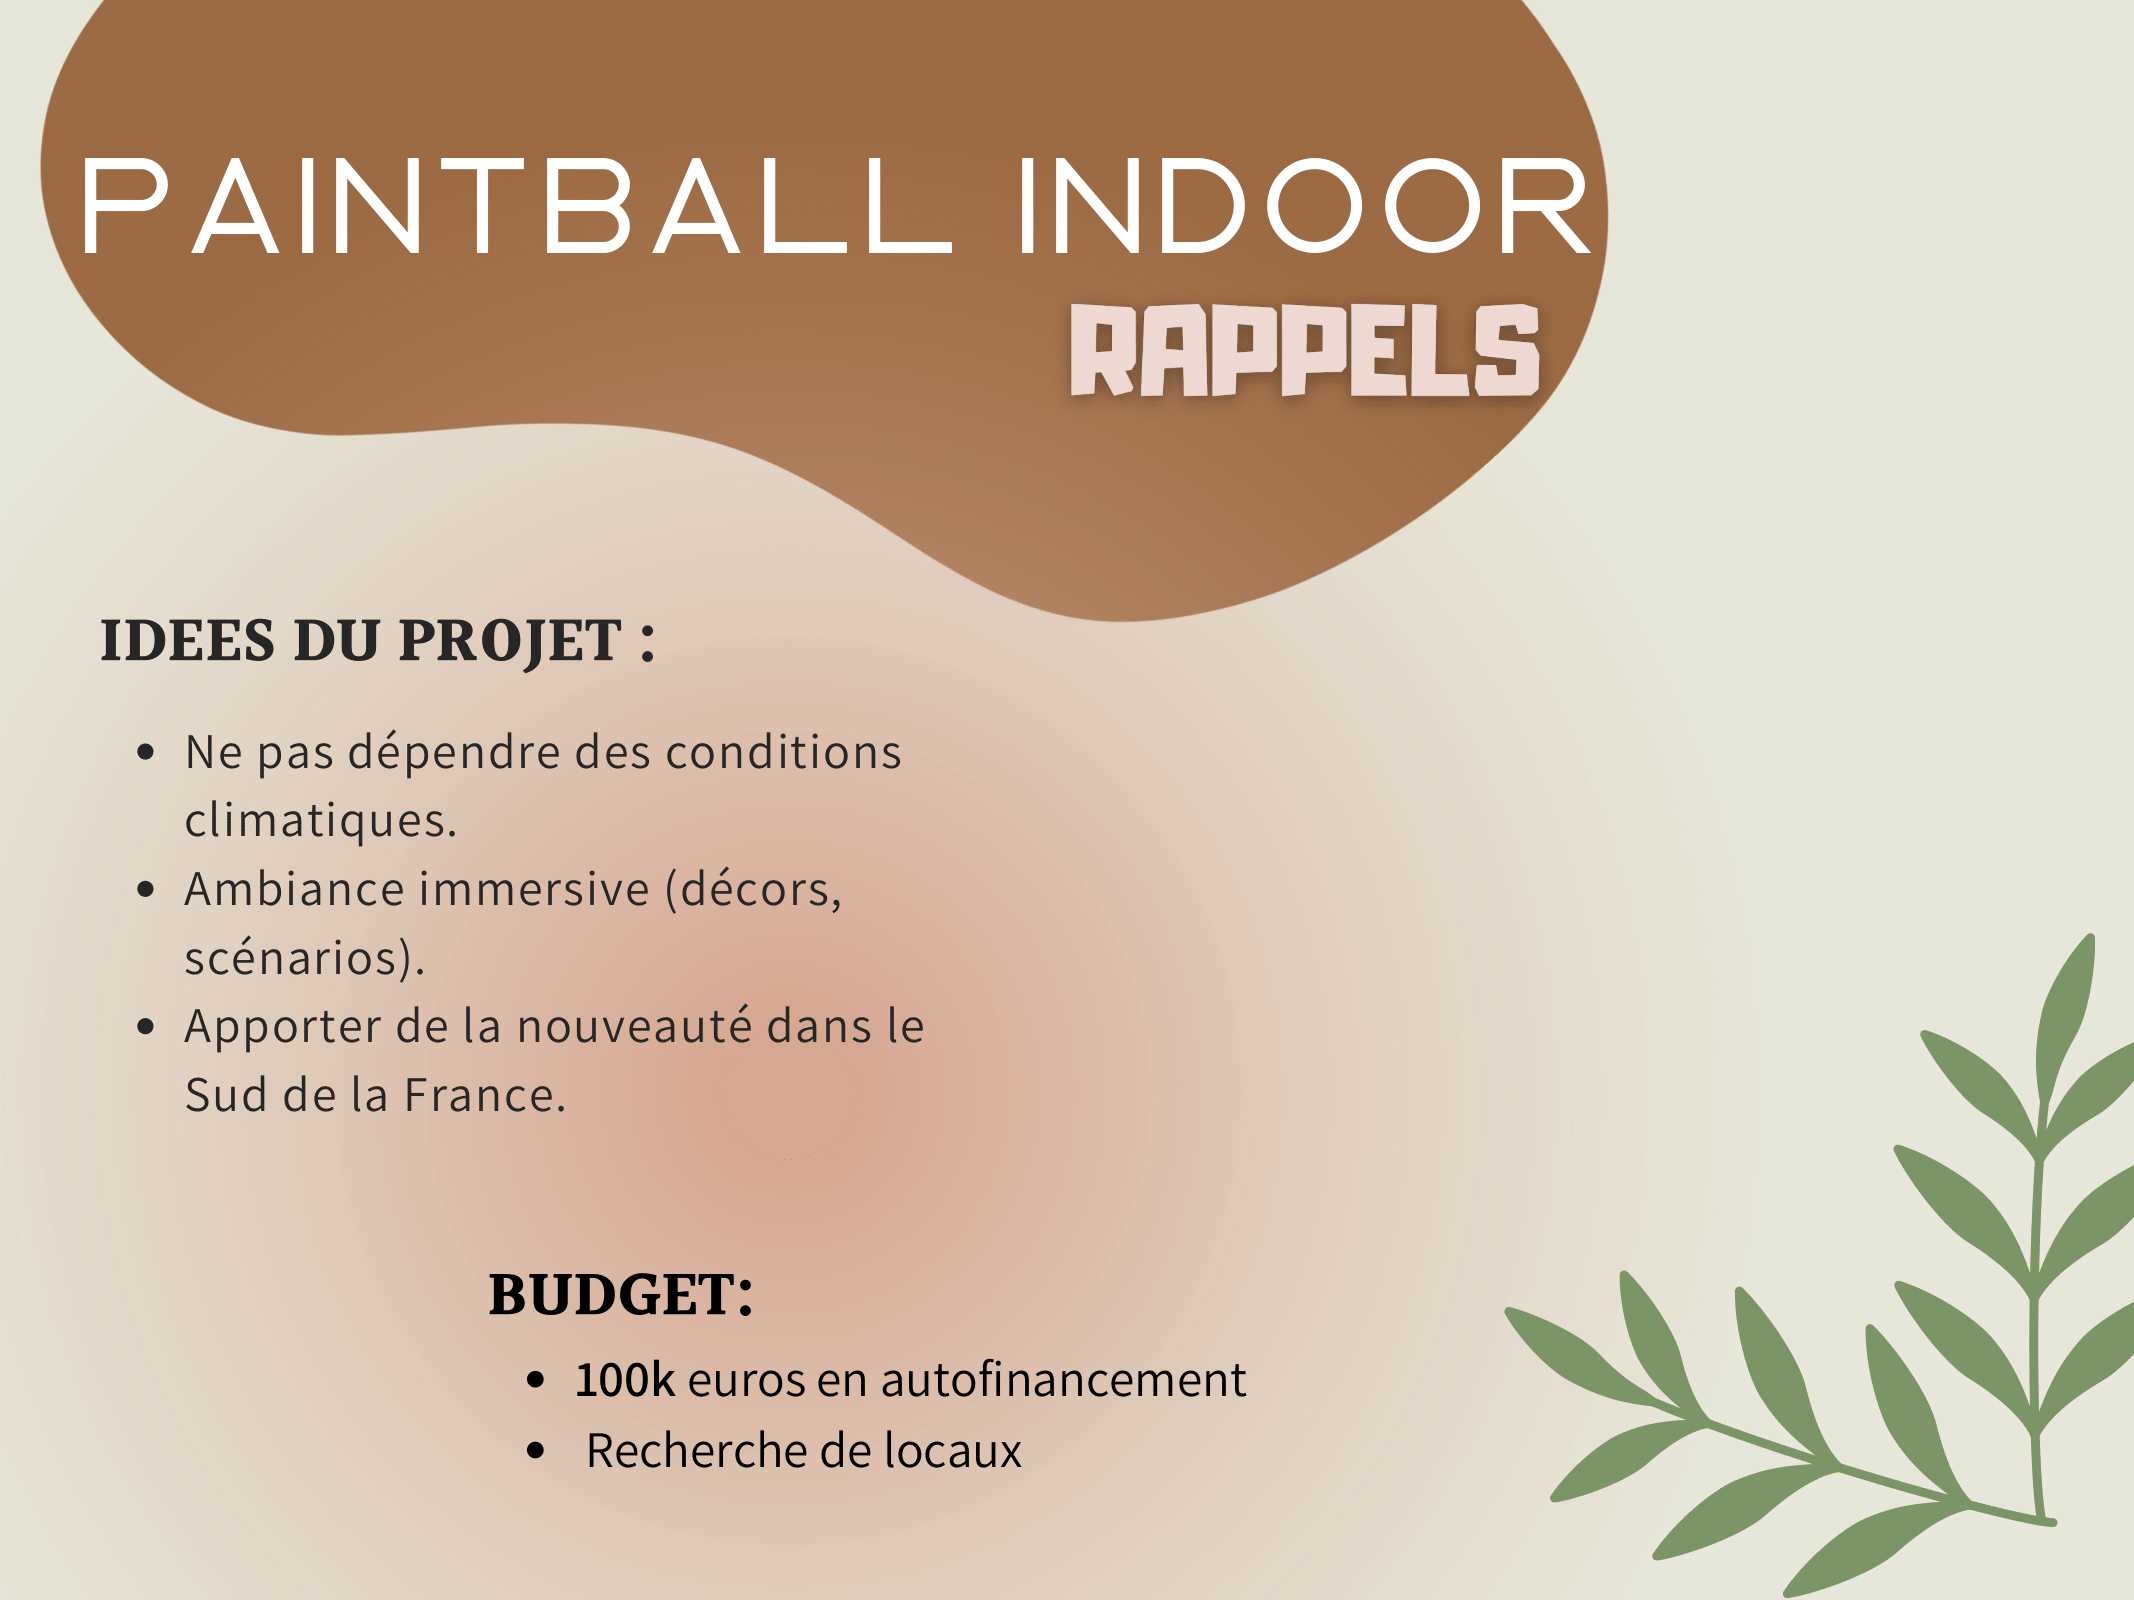 PAINTBALL INDOOR
RAPPELS
IDEES DU PROJET :
• Ne pas dépendre des conditions
climatiques.
• Ambiance immersive (décors,
scénarios).
• Apporter de la nouveauté dans le
Sud de la France.
BUDGET:
• 100k euros en autofinancement
• Recherche de locaux